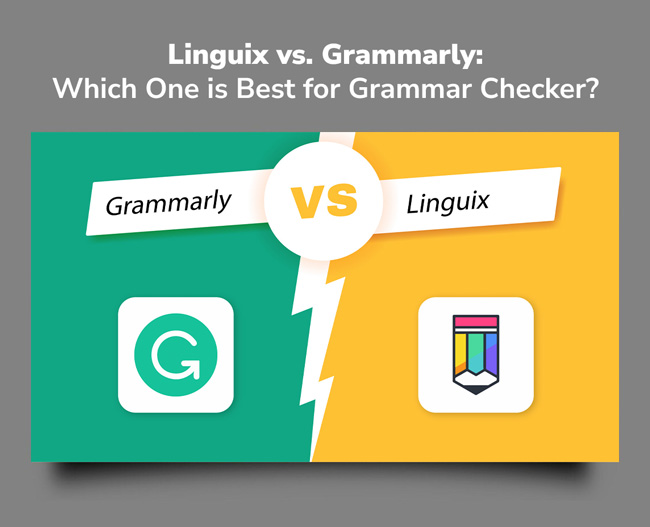 Linguix vs. Grammarly:
Which One is Best for Grammar Checker?
Grammarly
VS
Linguix
G